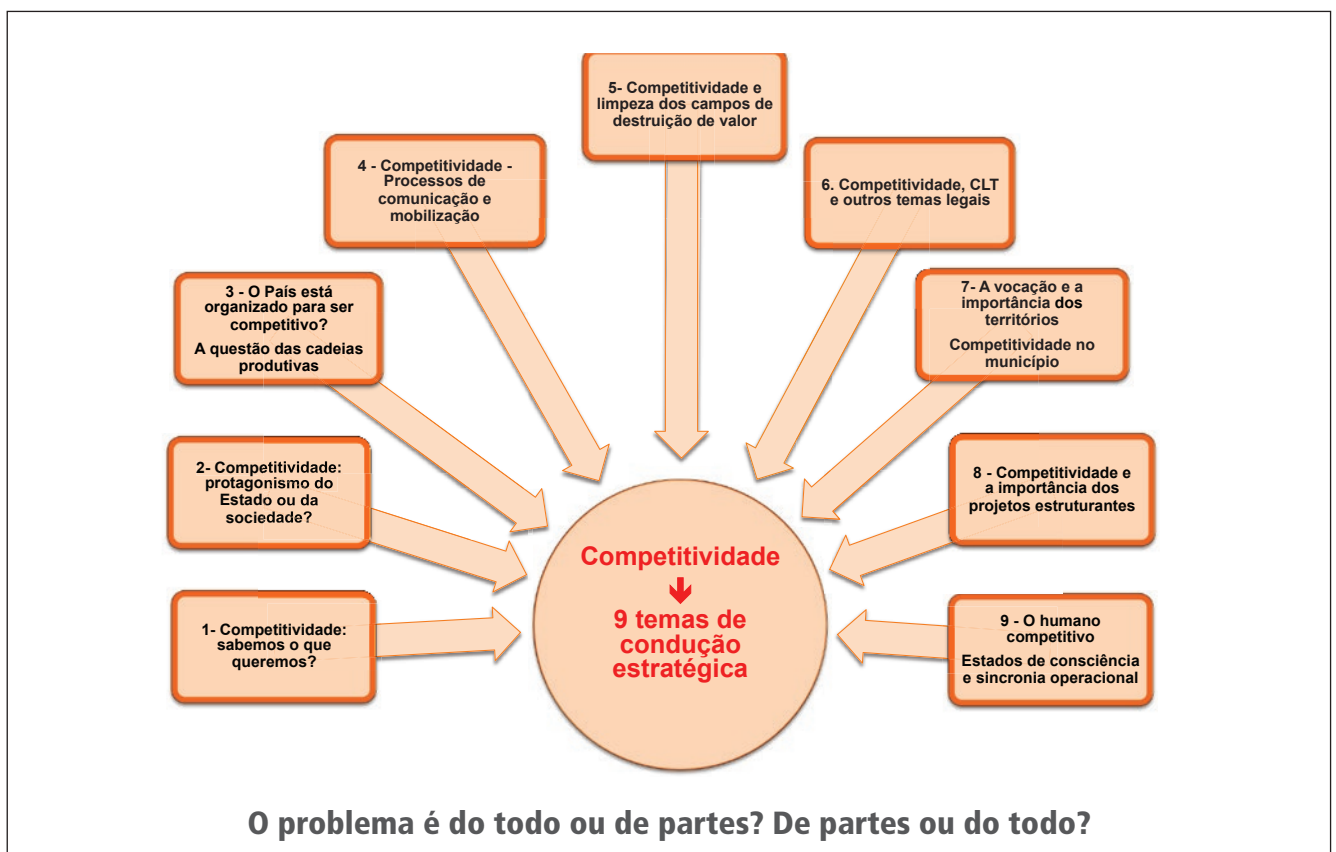 1- Competitividade:
sabemos o que
queremos?
2- Competitividade:
protagonismo do
Estado ou da
sociedade?
3 - O País está
organizado para ser
competitivo?
A questão das cadeias
produtivas
4 - Competitividade -
Processos de
comunicação e
mobilização
5- Competitividade e
limpeza dos campos de
destruição de valor
6. Competitividade, CLT
e outros temas legais
7- A vocação e a
importância dos
territórios
Competitividade no
município
8 - Competitividade e
a importância dos
projetos estruturantes
9 - O humano
competitivo
Estados de consciência
e sincronia operacional
Competitividade
🡻
9 temas de
condução
estratégica
O problema é do todo ou de partes? De partes ou do todo?